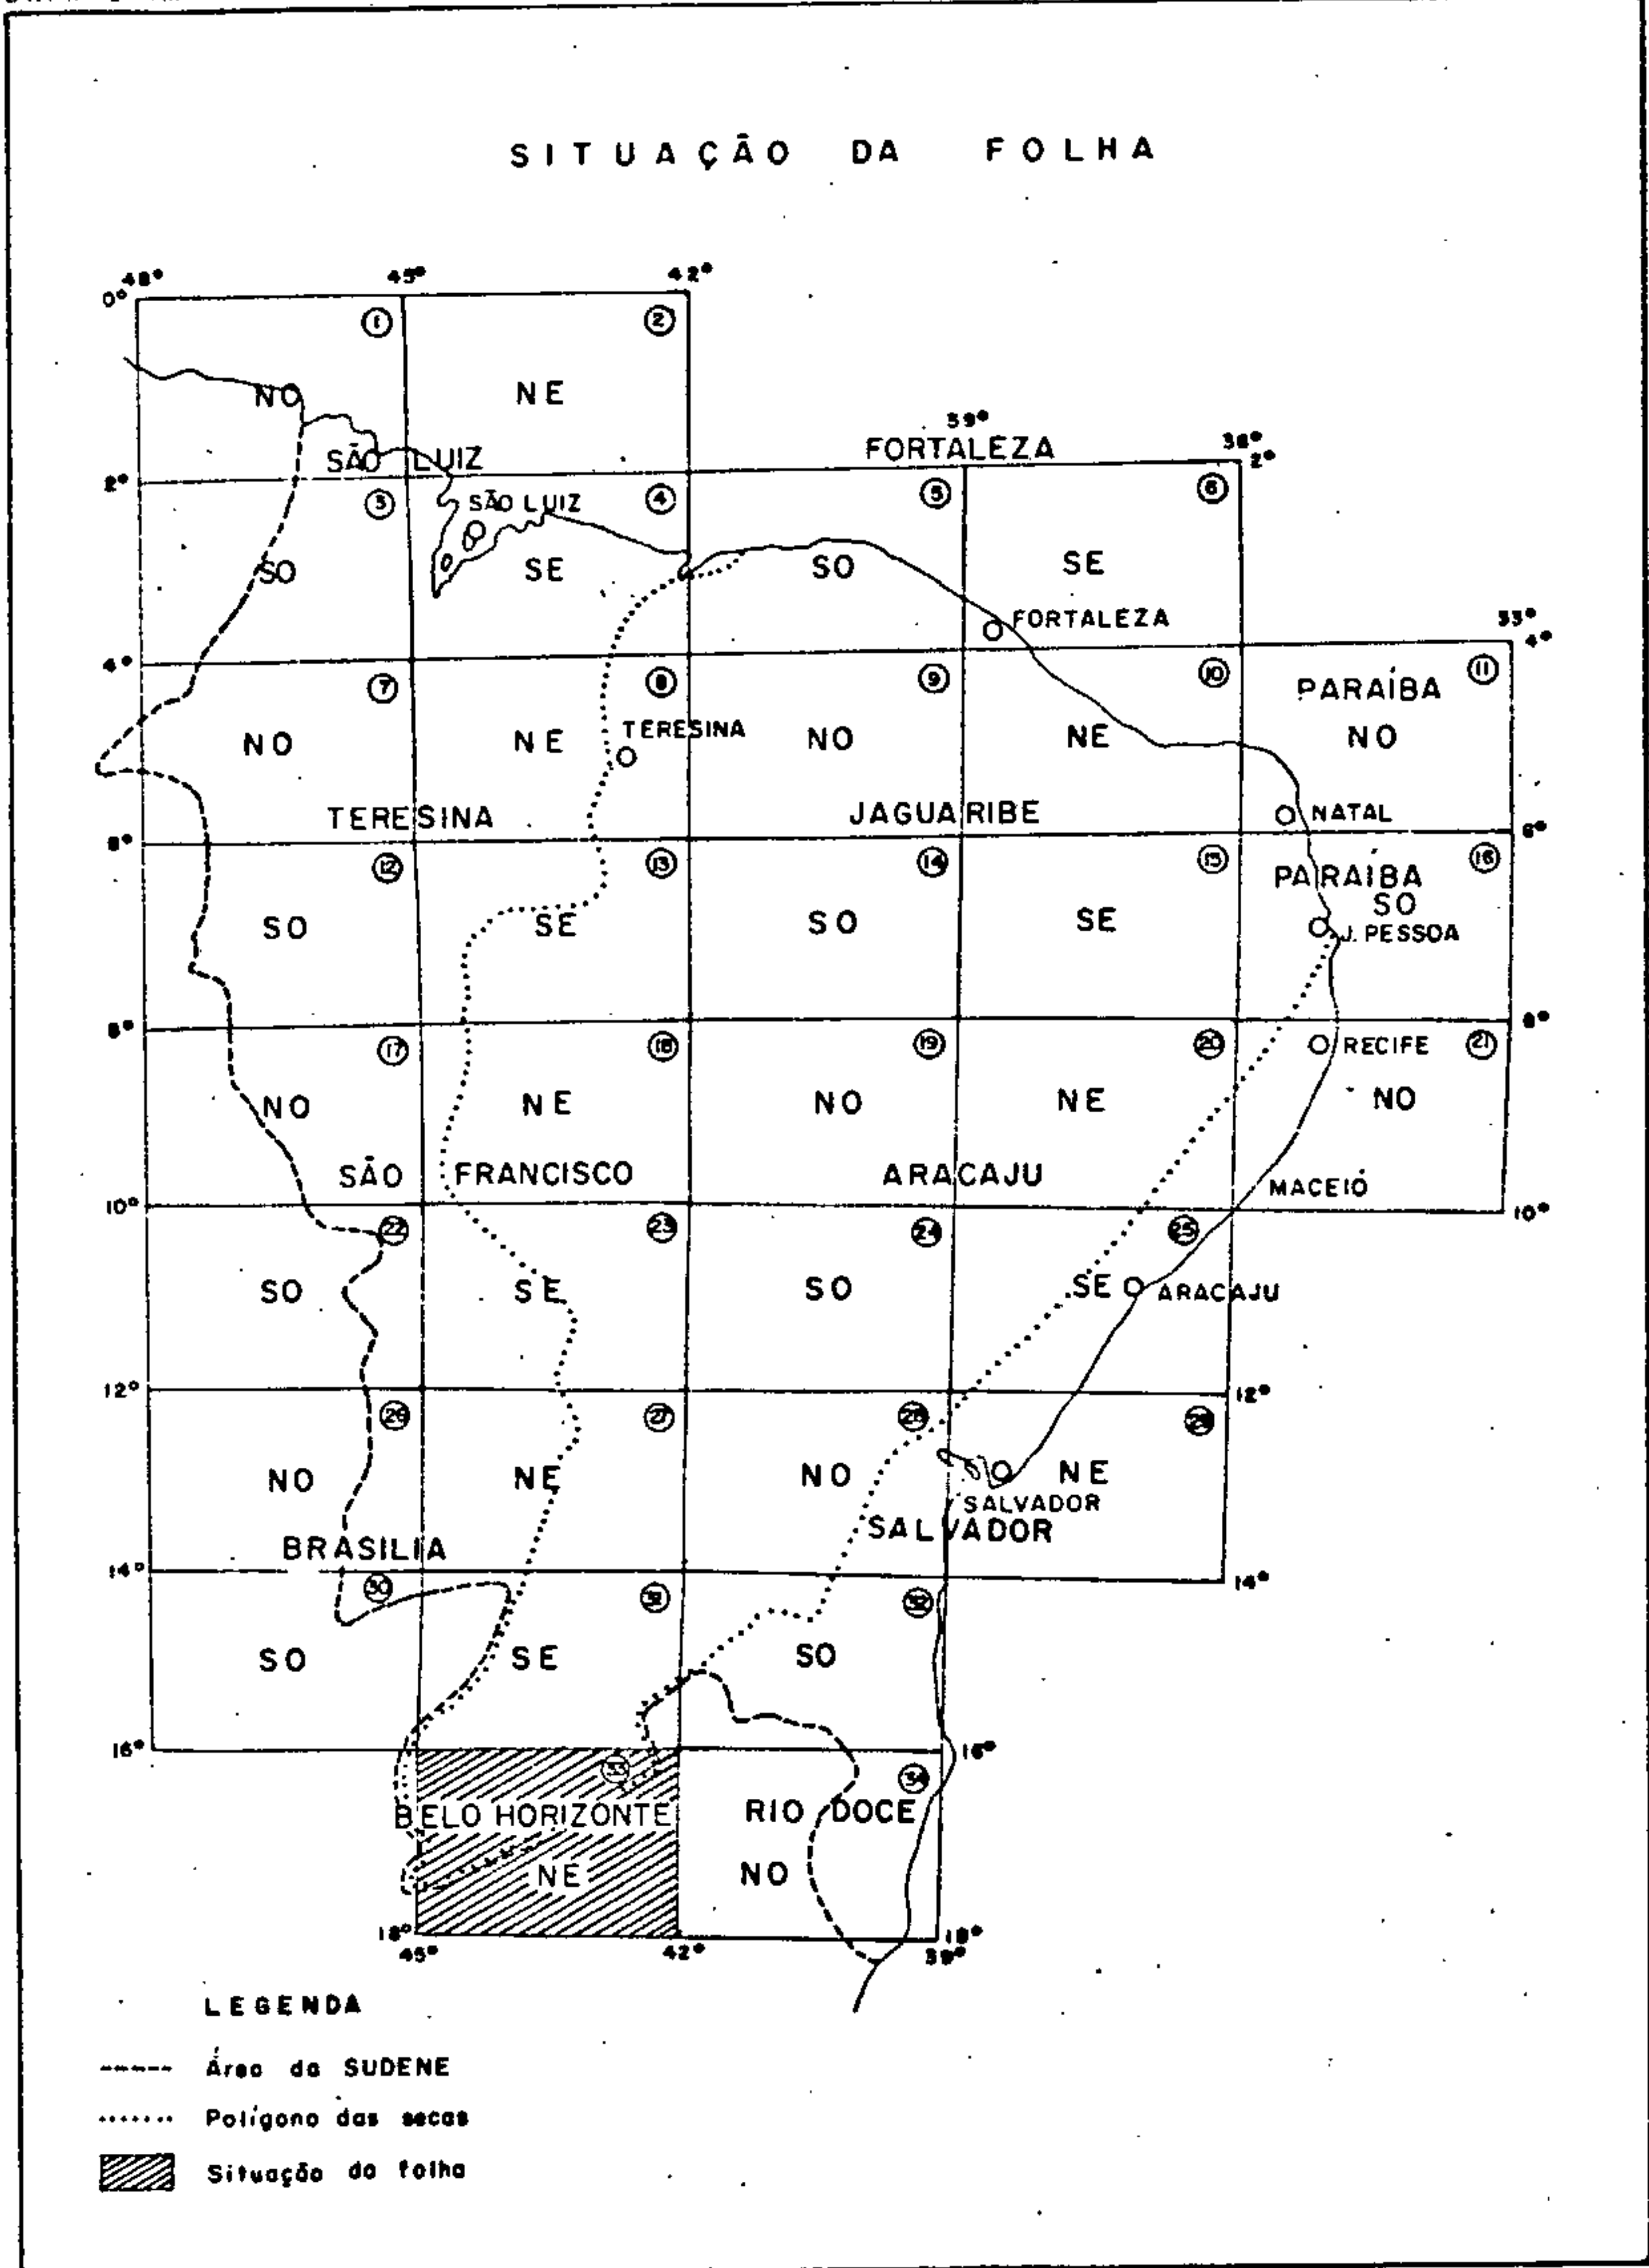 SITUAÇÃO DA FOLHA
48° 45° 42°
0°
① ②
NO NE
39°
FORTALEZA 36°
SÃO LUIZ 2°
2°
③ SÃO LUIZ ④ ⑤ ⑥
SO SE SO SE
FORTALEZA 33°
4° 4°
⑦ ⑧ ⑨ ⑩ PARAÍBA ⑪
NO NE TERESINA NO NE NO
TERESINA JAGUARIBE NATAL
6° 6°
⑫ ⑬ ⑭ ⑮ PARAÍBA ⑯
SO SE SO SE SO
J. PESSOA
8° 8°
⑰ ⑱ ⑲ ⑳ RECIFE ㉑
NO NE NO NE NO
SÃO FRANCISCO ARACAJU MACEIÓ
10° 10°
㉒ ㉓ ㉔ ㉕
SO SE SO SE ARACAJU
12° 12°
㉖ ㉗ ㉘ ㉙
NO NE NO NE
SALVADOR
BRASILIA SALVADOR
14° 14°
㉚ ㉛ ㉜
SO SE SO
16° 16°
㉝ ㉞
BELO HORIZONTE RIO DOCE
NE NO
18° 18°
45° 42° 39°
LEGENDA
Área da SUDENE
Polígono das secas
Situação da folha